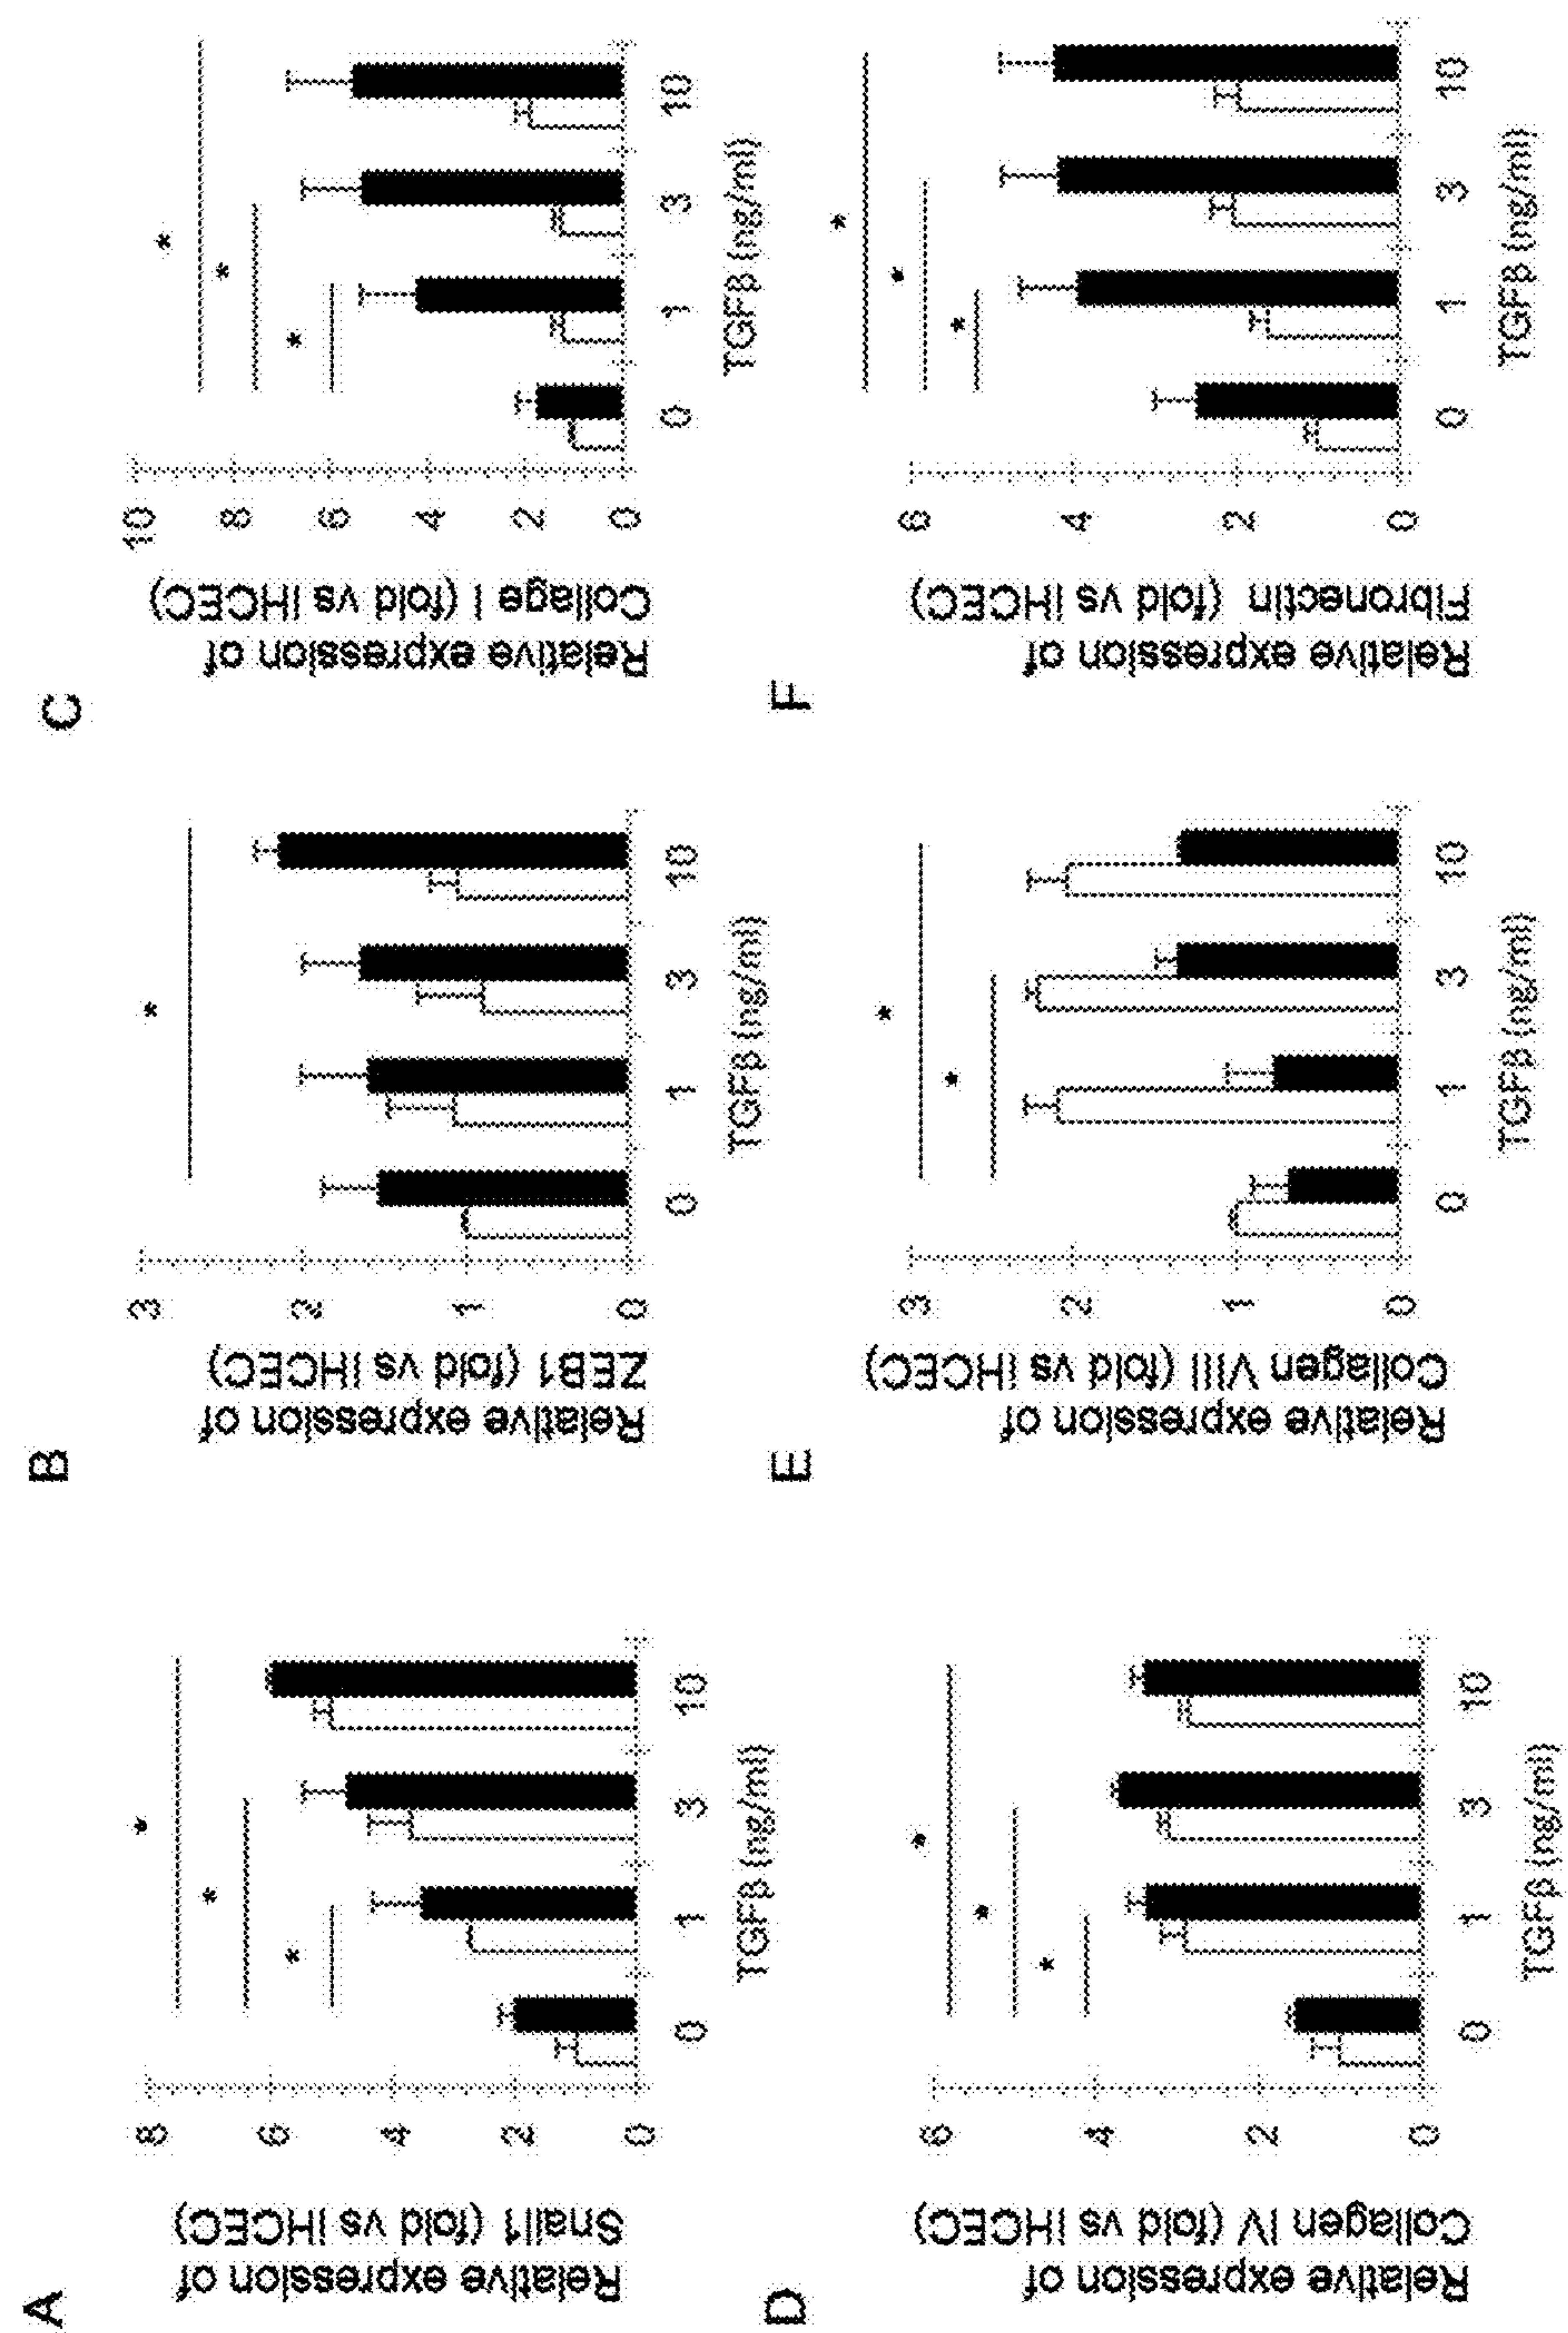 A
Relative expression of
Snail1 (fold vs iHCEC)
8
6
4
2
0
*
*
*
0 1 3 10
TGFβ (ng/ml)
B
Relative expression of
ZEB1 (fold vs iHCEC)
3
2
1
0
*
0 1 3 10
TGFβ (ng/ml)
C
Relative expression of
Collage I (fold vs iHCEC)
10
8
6
4
2
0
*
*
*
0 1 3 10
TGFβ (ng/ml)
D
Relative expression of
Collagen IV (fold vs iHCEC)
6
4
2
0
*
*
*
0 1 3 10
TGFβ (ng/ml)
E
Relative expression of
Collagen VIII (fold vs iHCEC)
3
2
1
0
*
*
0 1 3 10
TGFβ (ng/ml)
F
Relative expression of
Fibronectin (fold vs iHCEC)
6
4
2
0
*
*
*
0 1 3 10
TGFβ (ng/ml)